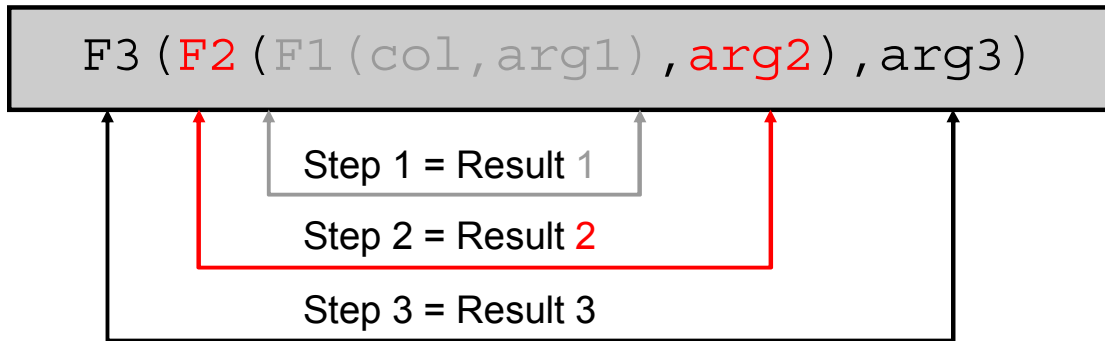 F3(F2(F1(col,arg1),arg2),arg3)
Step 1 = Result 1
Step 2 = Result 2
Step 3 = Result 3